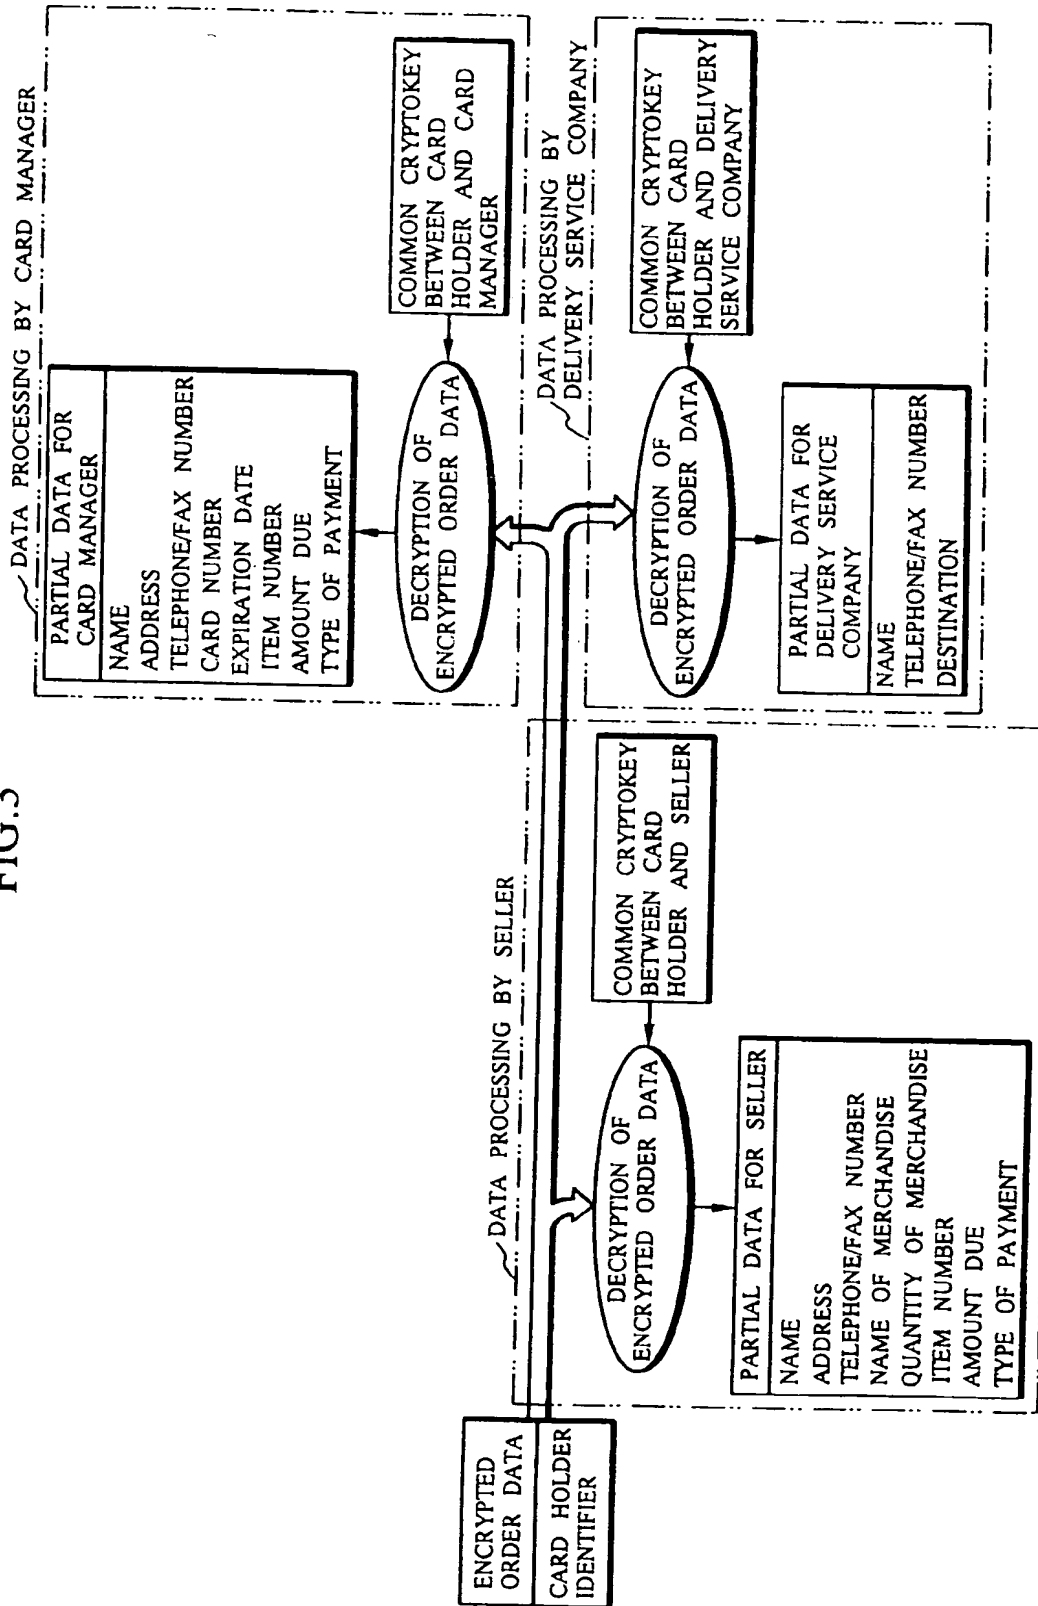 FIG.3
DATA PROCESSING BY CARD MANAGER
PARTIAL DATA FOR
CARD MANAGER
NAME
ADDRESS
TELEPHONE/FAX NUMBER
CARD NUMBER
EXPIRATION DATE
ITEM NUMBER
AMOUNT DUE
TYPE OF PAYMENT
DECRYPTION OF
ENCRYPTED ORDER DATA
COMMON CRYPTOKEY
BETWEEN CARD
HOLDER AND CARD
MANAGER
DATA PROCESSING BY
DELIVERY SERVICE COMPANY
COMMON CRYPTOKEY
BETWEEN CARD
HOLDER AND DELIVERY
SERVICE COMPANY
DECRYPTION OF
ENCRYPTED ORDER DATA
PARTIAL DATA FOR
DELIVERY SERVICE
COMPANY
NAME
TELEPHONE/FAX NUMBER
DESTINATION
DATA PROCESSING BY SELLER
COMMON CRYPTOKEY
BETWEEN CARD
HOLDER AND SELLER
DECRYPTION OF
ENCRYPTED ORDER DATA
PARTIAL DATA FOR SELLER
NAME
ADDRESS
TELEPHONE/FAX NUMBER
NAME OF MERCHANDISE
QUANTITY OF MERCHANDISE
ITEM NUMBER
AMOUNT DUE
TYPE OF PAYMENT
ENCRYPTED
ORDER DATA
CARD HOLDER
IDENTIFIER